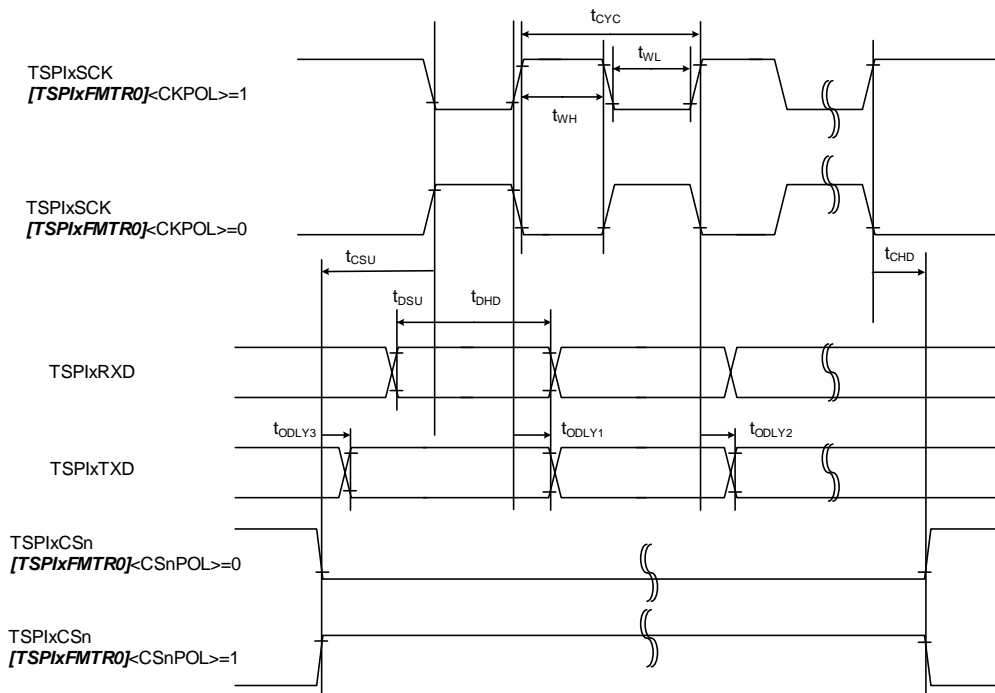 tCYC
TSPIxSCK
[TSPIxFMTR0]<CKPOL>=1
tWL
tWH
TSPIxSCK
[TSPIxFMTR0]<CKPOL>=0
tCSU
tCHD
tDSU
tDHD
TSPIxRXD
tODLY3
tODLY1
tODLY2
TSPIxTXD
TSPIxCSn
[TSPIxFMTR0]<CSnPOL>=0
TSPIxCSn
[TSPIxFMTR0]<CSnPOL>=1